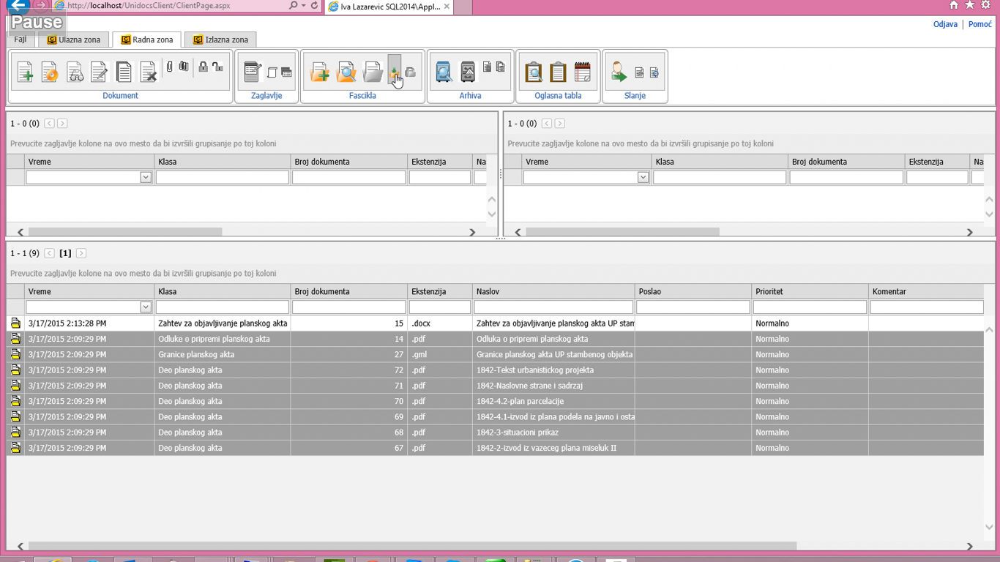 http://localhost/UnidocsClient/ClientPage.aspx
Iva Lazarevic SQL2014\Appl...
Pause
Odjava | Pomoć
Fajl
Ulazna zona
Radna zona
Izlazna zona
Dokument
Zaglavlje
Fascikla
Arhiva
Oglasna tabla
Slanje
1 - 0 (0)
Prevucite zagljavlje kolone na ovo mesto da bi izvršili grupisanje po toj koloni
Vreme Klasa Broj dokumenta Ekstenzija Na
1 - 0 (0)
Prevucite zagljavlje kolone na ovo mesto da bi izvršili grupisanje po toj koloni
Vreme Klasa Broj dokumenta Ekstenzija Na
1 - 1 (9) [1]
Prevucite zagljavlje kolone na ovo mesto da bi izvršili grupisanje po toj koloni
Vreme Klasa Broj dokumenta Ekstenzija Naslov Poslao Prioritet Komentar
3/17/2015 2:13:28 PM Zahtev za objavljivanje planskog akta 15 .docx Zahtev za objavljivanje planskog akta UP stam Normalno
3/17/2015 2:09:29 PM Odluke o pripremi planskog akta 14 .pdf Odluka o pripremi planskog akta Normalno
3/17/2015 2:09:29 PM Granice planskog akta 27 .gml Granice planskog akta UP stambenog objekta Normalno
3/17/2015 2:09:29 PM Deo planskog akta 72 .pdf 1842-Tekst urbanistickog projekta Normalno
3/17/2015 2:09:29 PM Deo planskog akta 71 .pdf 1842-Naslovne strane i sadrzaj Normalno
3/17/2015 2:09:29 PM Deo planskog akta 70 .pdf 1842-4.2-plan parcelacije Normalno
3/17/2015 2:09:29 PM Deo planskog akta 69 .pdf 1842-4.1-izvod iz plana podela na javno i osta Normalno
3/17/2015 2:09:29 PM Deo planskog akta 68 .pdf 1842-3-situacioni prikaz Normalno
3/17/2015 2:09:29 PM Deo planskog akta 67 .pdf 1842-2-izvod iz vazeceg plana miseluk II Normalno